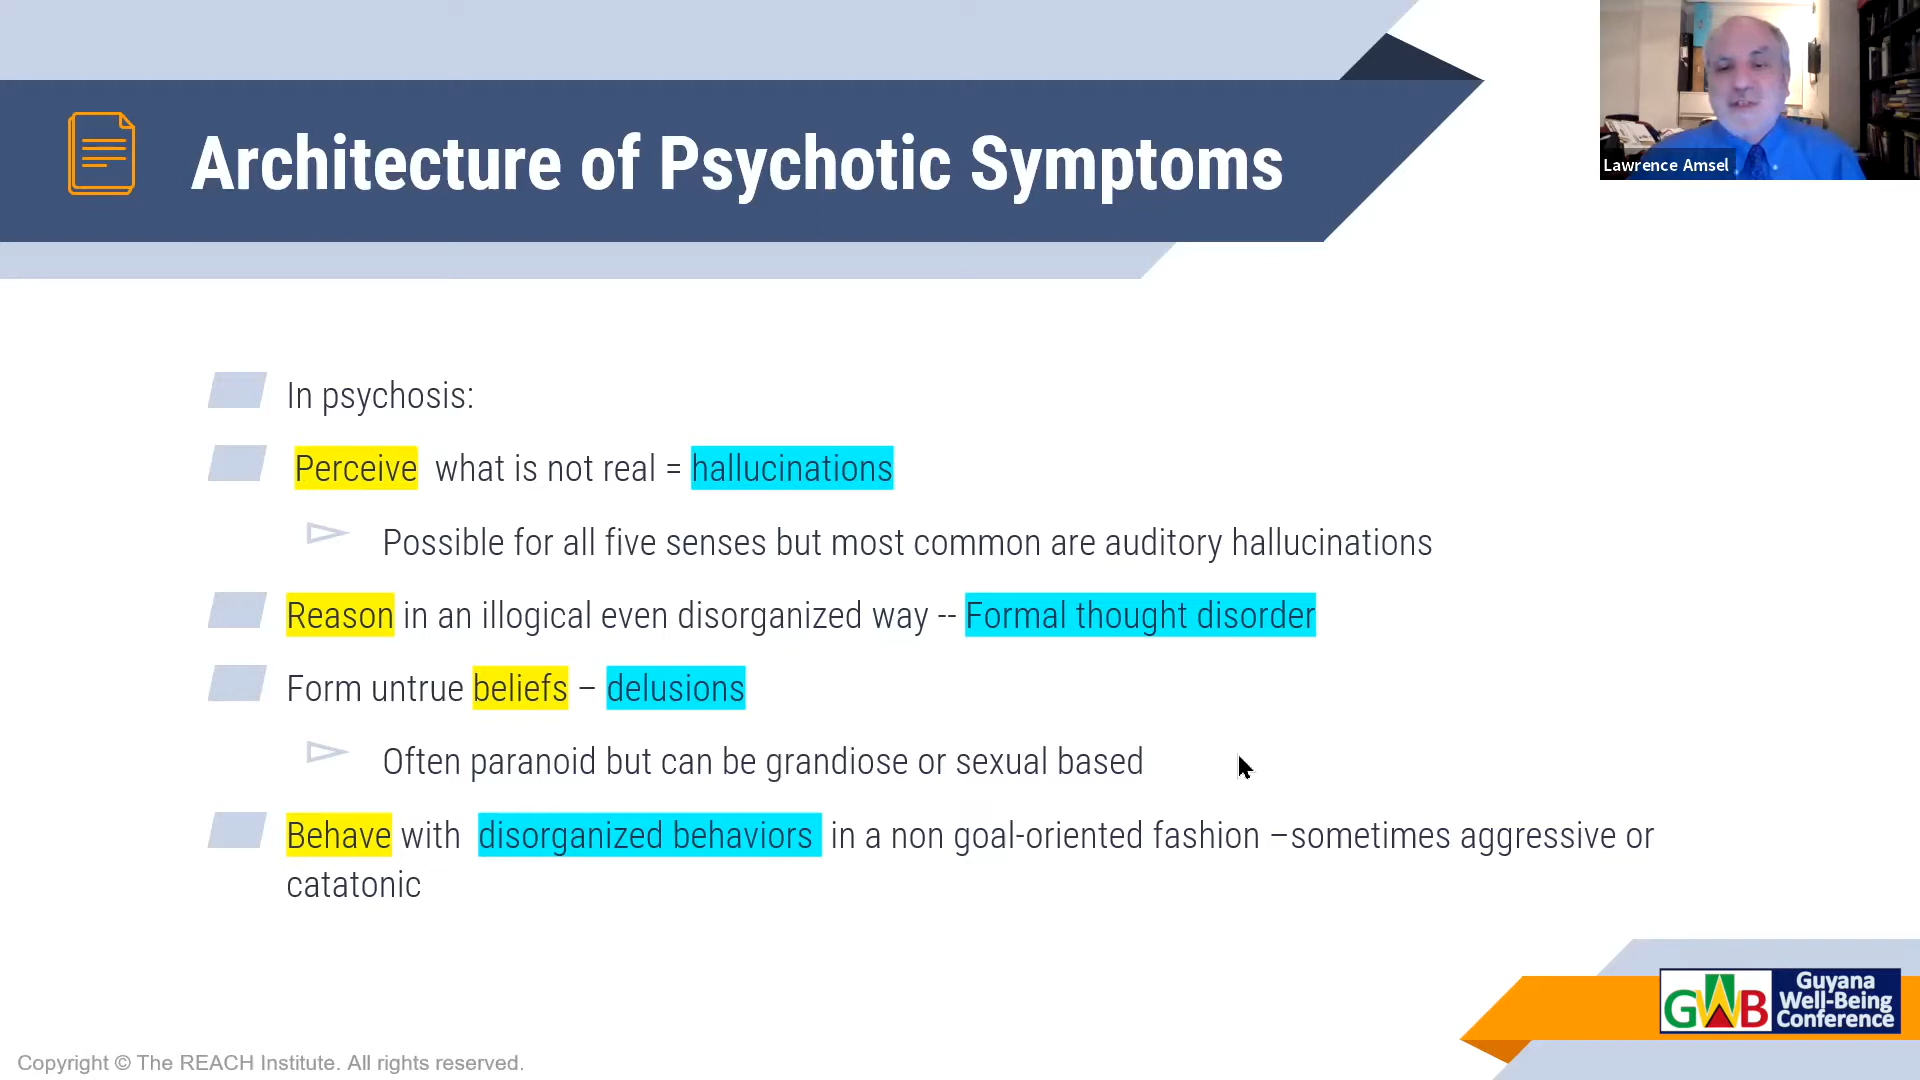 Architecture of Psychotic Symptoms
Lawrence Amsel
In psychosis:
Perceive what is not real = hallucinations
Possible for all five senses but most common are auditory hallucinations
Reason in an illogical even disorganized way -- Formal thought disorder
Form untrue beliefs – delusions
Often paranoid but can be grandiose or sexual based
Behave with disorganized behaviors in a non goal-oriented fashion –sometimes aggressive or
catatonic
GWB
Guyana
Well-Being
Conference
Copyright © The REACH Institute. All rights reserved.